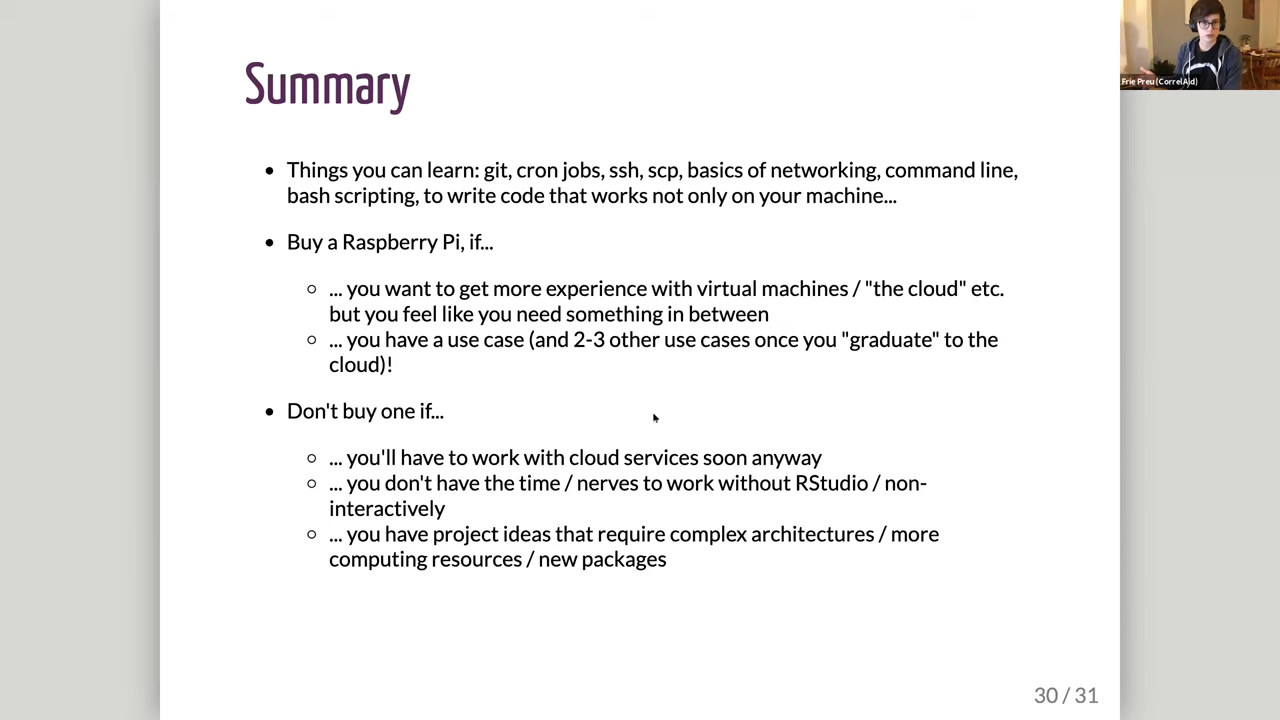 Summary
Frie Preu (CorrelAid)
• Things you can learn: git, cron jobs, ssh, scp, basics of networking, command line,
bash scripting, to write code that works not only on your machine...
• Buy a Raspberry Pi, if...
○ ... you want to get more experience with virtual machines / "the cloud" etc.
but you feel like you need something in between
○ ... you have a use case (and 2-3 other use cases once you "graduate" to the
cloud)!
• Don't buy one if...
○ ... you'll have to work with cloud services soon anyway
○ ... you don't have the time / nerves to work without RStudio / non-
interactively
○ ... you have project ideas that require complex architectures / more
computing resources / new packages
30 / 31